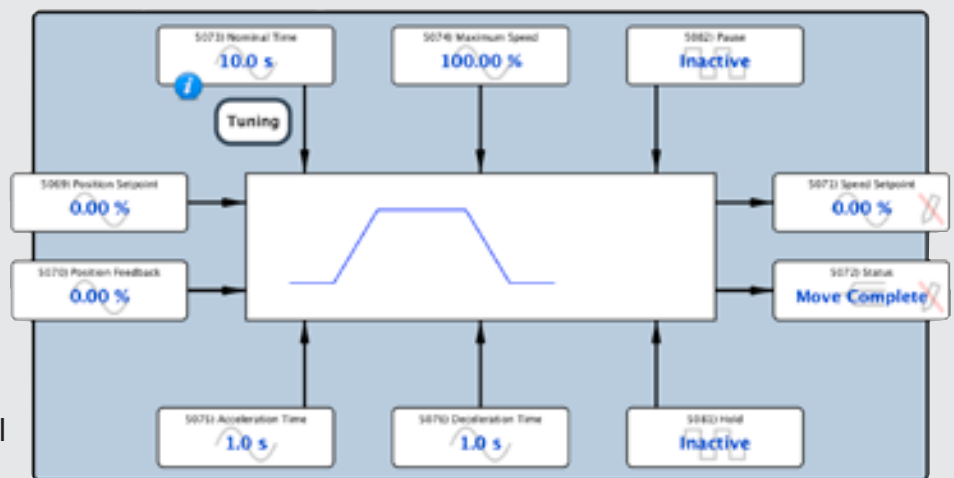 5073) Nominal Time
10.0 s
5074) Maximum Speed
100.00 %
5082) Pause
Inactive
i
Tuning
5069) Position Setpoint
0.00 %
5071) Speed Setpoint
0.00 %
5070) Position Feedback
0.00 %
5072) Status
Move Complete
5075) Acceleration Time
1.0 s
5076) Deceleration Time
1.0 s
5081) Hold
Inactive
l